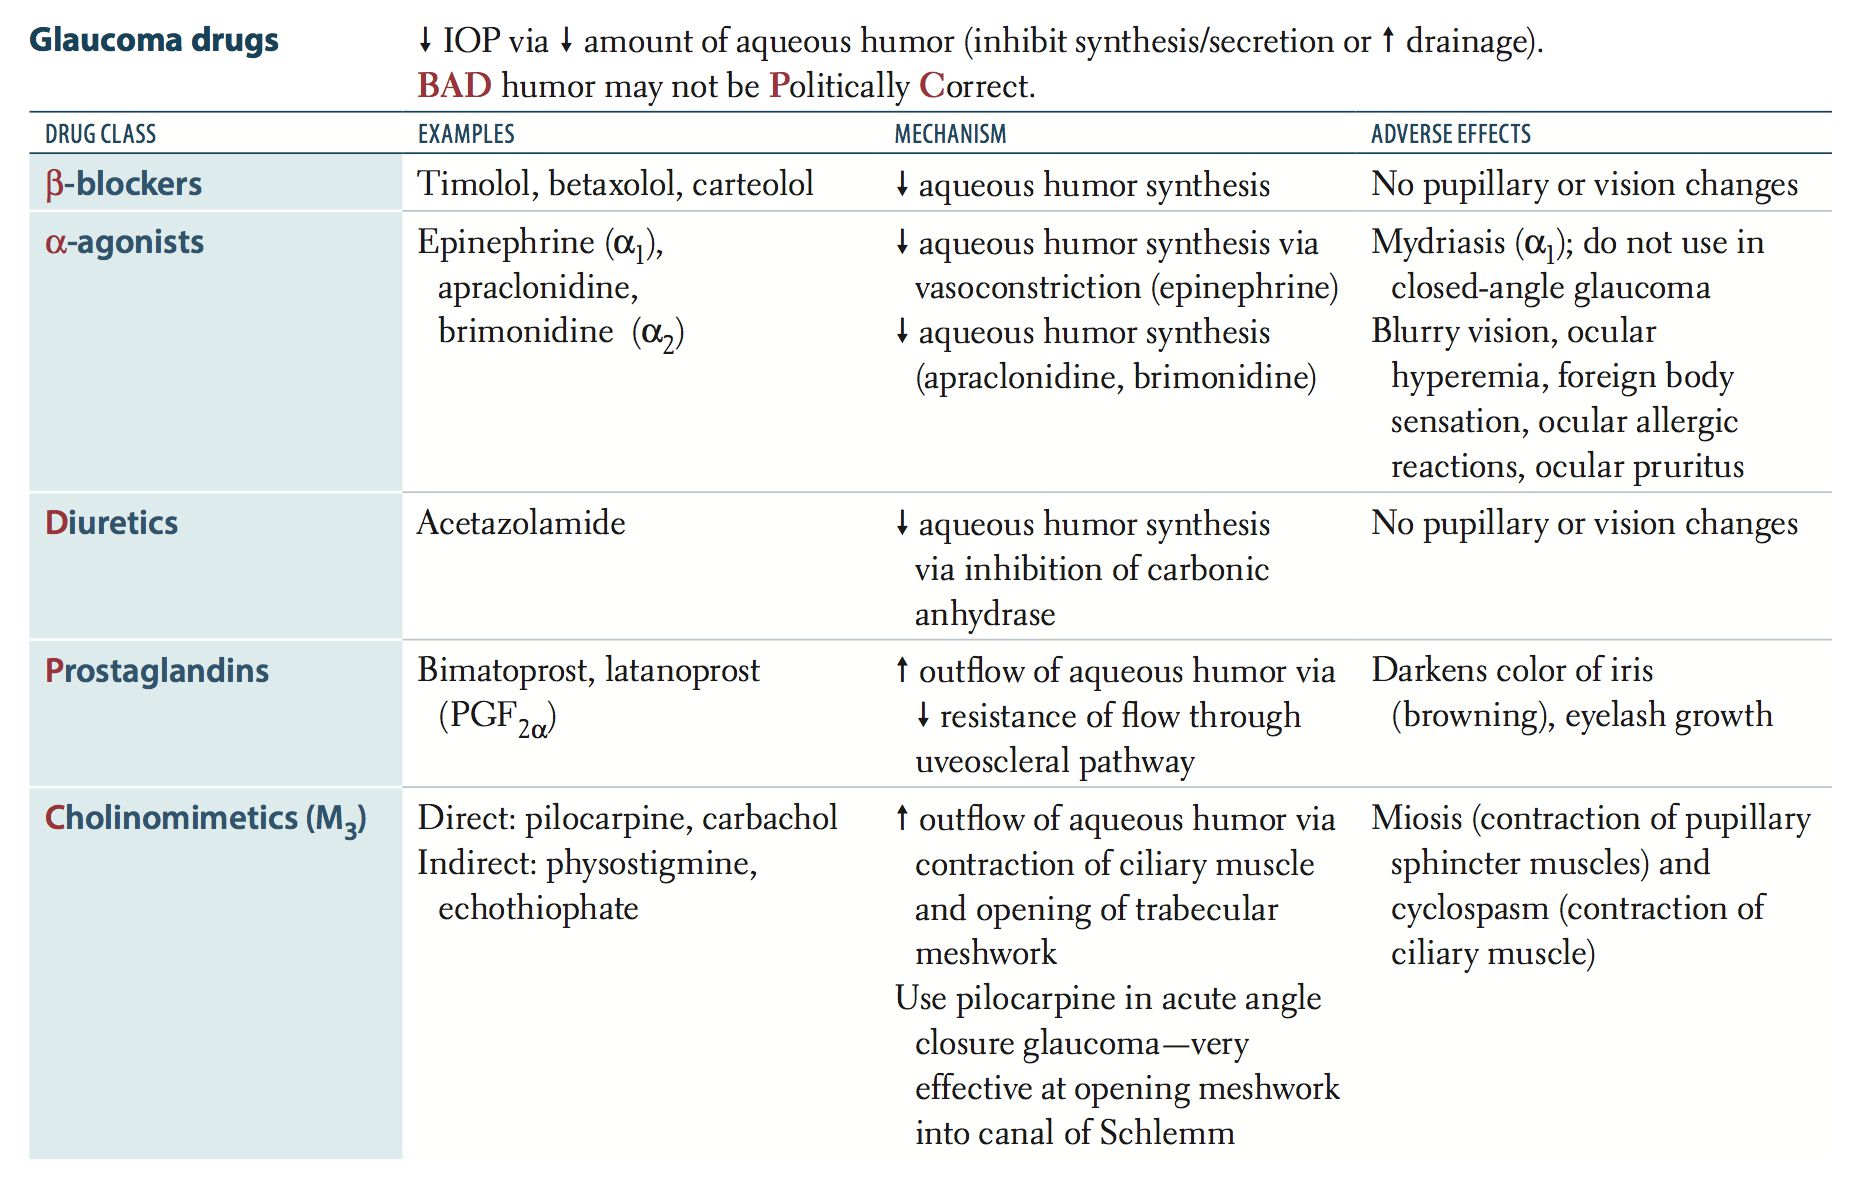 Glaucoma drugs
↓ IOP via ↓ amount of aqueous humor (inhibit synthesis/secretion or ↑ drainage).
BAD humor may not be Politically Correct.
DRUG CLASS EXAMPLES MECHANISM ADVERSE EFFECTS
β-blockers
Timolol, betaxolol, carteolol
↓ aqueous humor synthesis
No pupillary or vision changes
α-agonists
Epinephrine (α₁),
apraclonidine,
brimonidine (α₂)
↓ aqueous humor synthesis via
vasoconstriction (epinephrine)
↓ aqueous humor synthesis
(apraclonidine, brimonidine)
Mydriasis (α₁); do not use in
closed-angle glaucoma
Blurry vision, ocular
hyperemia, foreign body
sensation, ocular allergic
reactions, ocular pruritus
Diuretics
Acetazolamide
↓ aqueous humor synthesis
via inhibition of carbonic
anhydrase
No pupillary or vision changes
Prostaglandins
Bimatoprost, latanoprost
(PGF₂α)
↑ outflow of aqueous humor via
↓ resistance of flow through
uveoscleral pathway
Darkens color of iris
(browning), eyelash growth
Cholinomimetics (M₃)
Direct: pilocarpine, carbachol
Indirect: physostigmine,
echothiophate
↑ outflow of aqueous humor via
contraction of ciliary muscle
and opening of trabecular
meshwork
Use pilocarpine in acute angle
closure glaucoma—very
effective at opening meshwork
into canal of Schlemm
Miosis (contraction of pupillary
sphincter muscles) and
cyclospasm (contraction of
ciliary muscle)